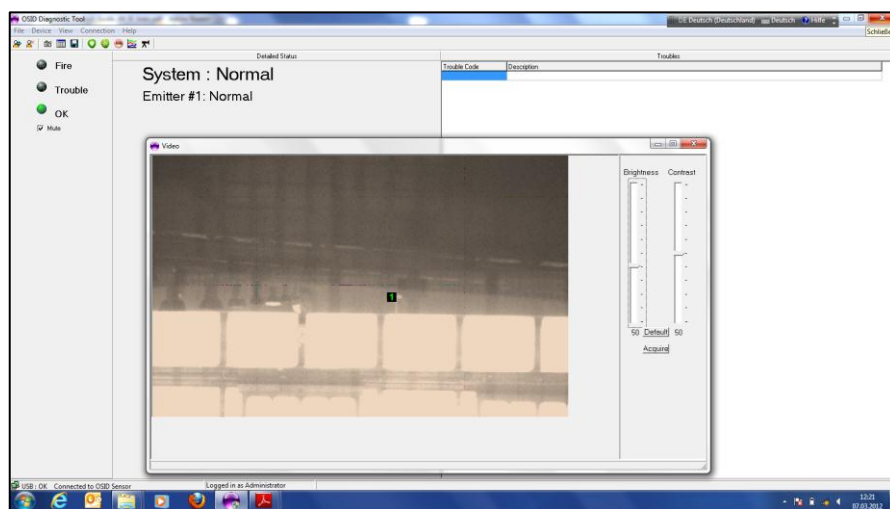 OSID Diagnostic Tool
DE Deutsch (Deutschland) Deutsch Hilfe
File Device View Connection Help
Schließe
Detailed Status
Troubles
Fire
Trouble
OK
Mute
System : Normal
Emitter #1: Normal
Trouble Code Description
Video
1
Brightness Contrast
50 Default 50
Acquire
USB : OK Connected to OSID Sensor
Logged in as Administrator
12:21
07.03.2012